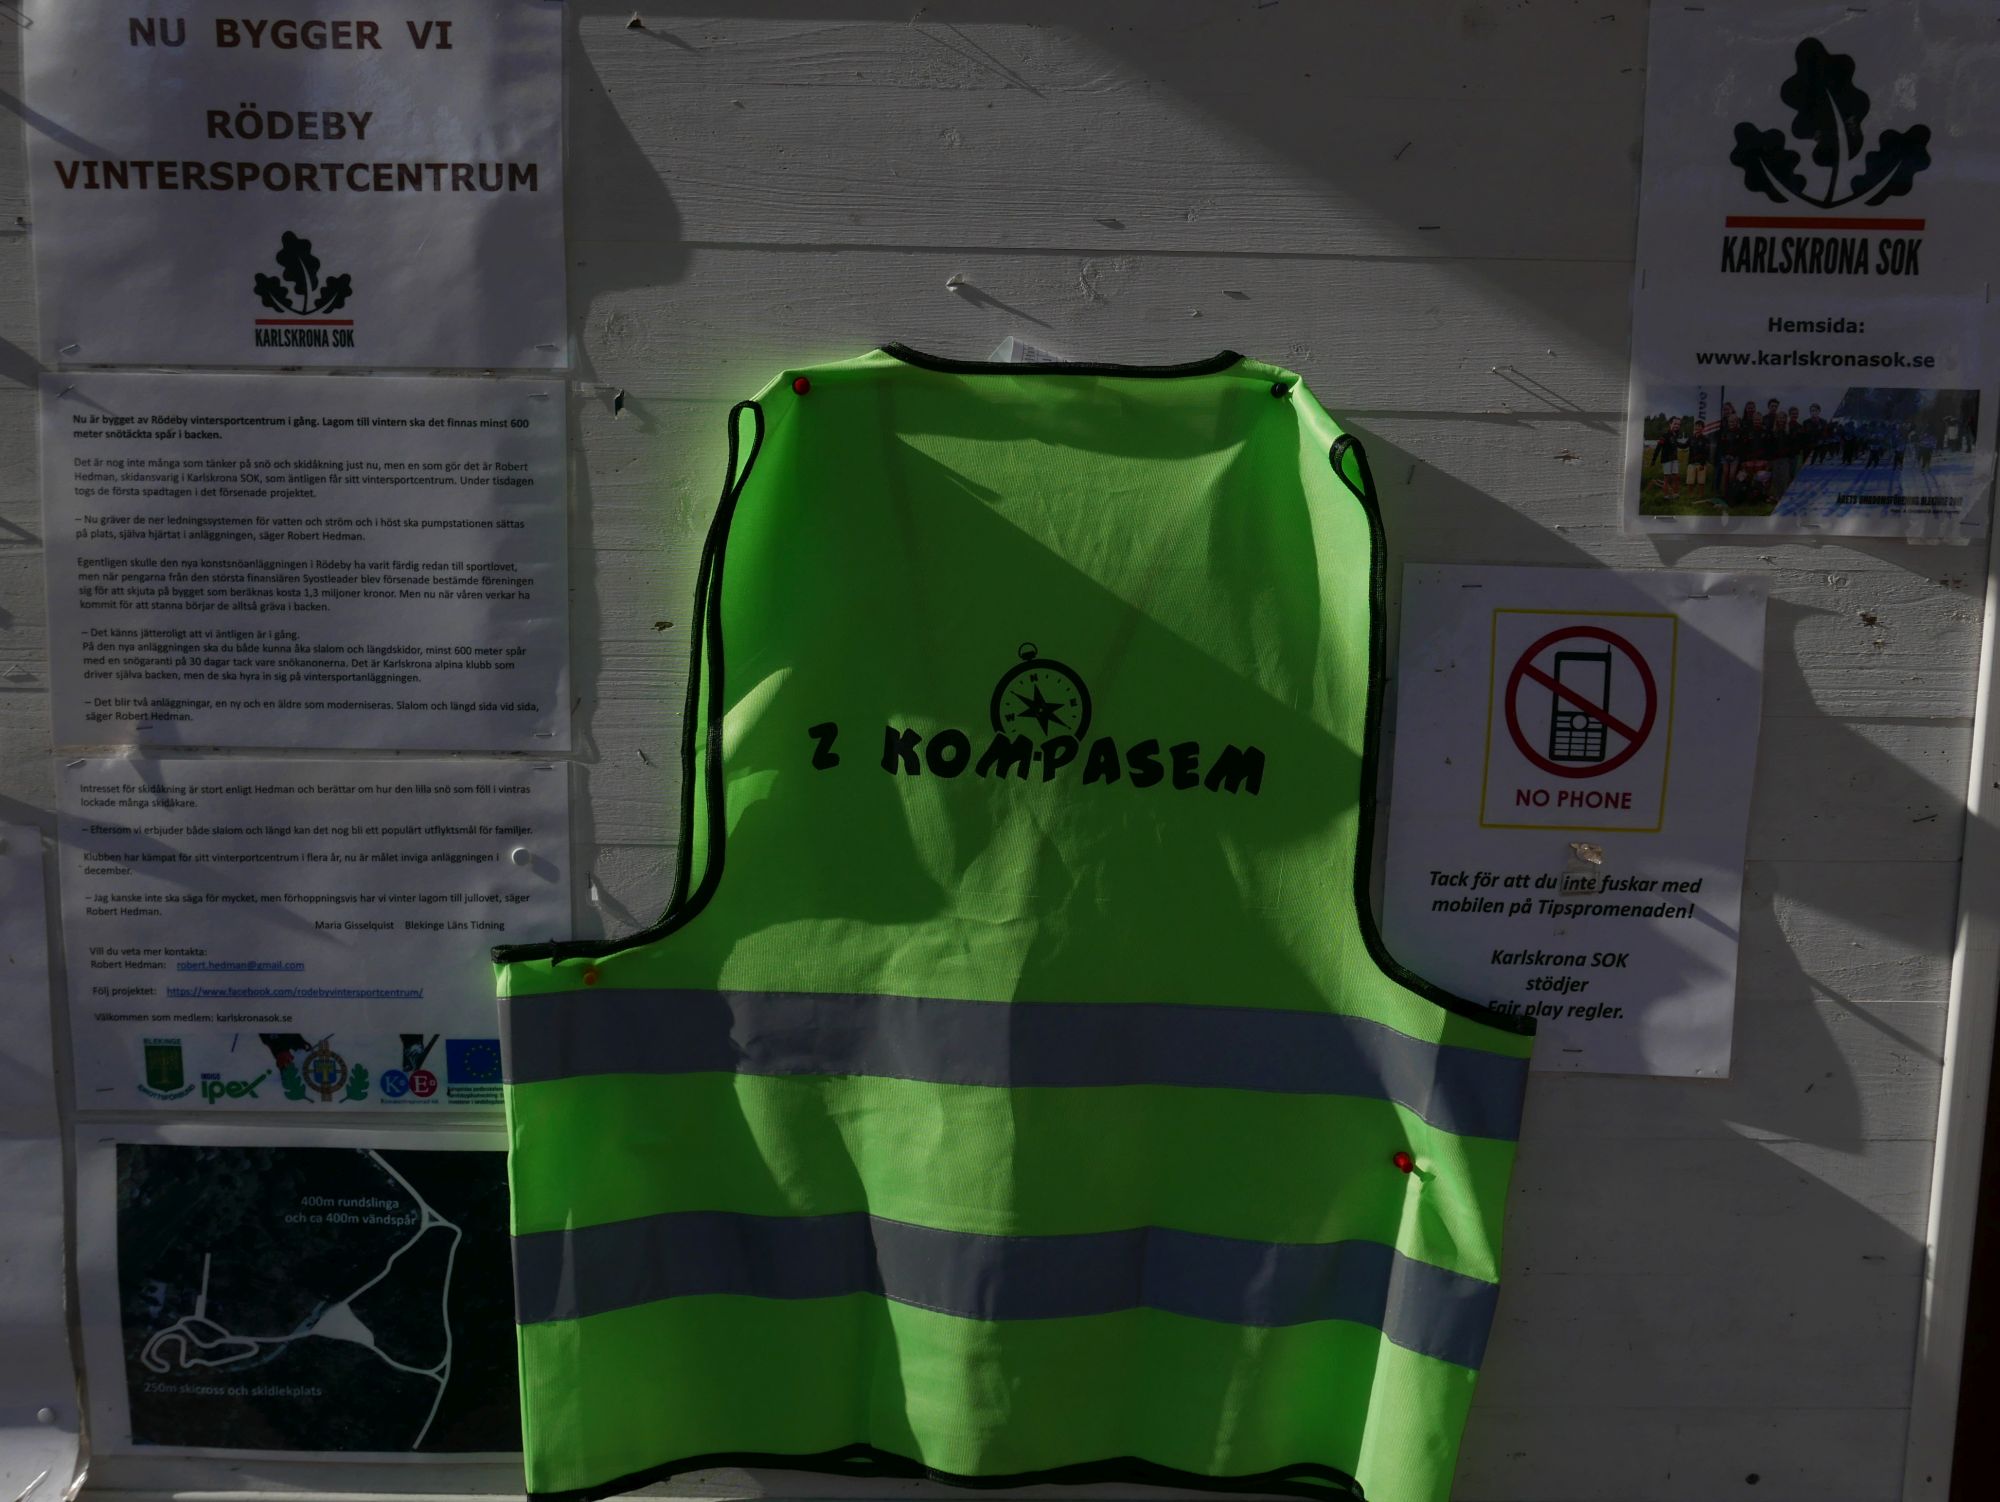 NU BYGGER VI
RÖDEBY
VINTERSPORTCENTRUM
KARLSKRONA SOK
Nu är bygget av Rödeby vintersportcentrum i gång. Lagom till vintern ska det finnas minst 600
meter snötäckta spår i backen.
Det är nog inte många som tänker på snö och skidåkning just nu, men en som gör det är Robert
Hedman, skidansvarig i Karlskrona SOK, som äntligen får sitt vintersportcentrum. Under tisdagen
togs de första spadtagen i det försenade projektet.
– Nu gräver de ner ledningssystemen för vatten och ström och i höst ska pumpstationen sättas
på plats, själva hjärtat i anläggningen, säger Robert Hedman.
Egentligen skulle den nya konstsnöanläggningen i Rödeby ha varit färdig redan till sportlovet,
men när pengarna från den största finansiären Syostleader blev försenade bestämde föreningen
sig för att skjuta på bygget som beräknas kosta 1,3 miljoner kronor. Men nu när våren verkar ha
kommit för att stanna börjar de alltså gräva i backen.
– Det känns jätteroligt att vi äntligen är i gång.
På den nya anläggningen ska du både kunna åka slalom och längdskidor, minst 600 meter spår
med en snögaranti på 30 dagar tack vare snökanonerna. Det är Karlskrona alpina klubb som
driver själva backen, men de ska hyra in sig på vintersportanläggningen.
– Det blir två anläggningar, en ny och en äldre som moderniseras. Slalom och längd sida vid sida,
säger Robert Hedman.
Intresset för skidåkning är stort enligt Hedman och berättar om hur den lilla snö som föll i vintras
lockade många skidåkare.
– Eftersom vi erbjuder både slalom och längd kan det nog bli ett populärt utflyktsmål för familjer.
Klubben har kämpat för sitt vinterportcentrum i flera år, nu är målet inviga anläggningen i
december.
– Jag kanske inte ska säga för mycket, men förhoppningsvis har vi vinter lagom till jullovet, säger
Robert Hedman.
Maria Gisselquist Blekinge Läns Tidning
Vill du veta mer kontakta:
Robert Hedman: robert.hedman@gmail.com
Följ projektet: https://www.facebook.com/rodebyvintersportcentrum/
Välkommen som medlem: karlskronasok.se
BLEKINGE
IDROTTSFÖRBUND
INDIGO
ipex
K E
400m rundslinga
och ca 400m vändspår
250m skicross och skidlekplats
N
Z KOMPASEM
KARLSKRONA SOK
Hemsida:
www.karlskronasok.se
ÅRETS UNGDOMSFÖRENING BLEKINGE 2017
NO PHONE
Tack för att du inte fuskar med
mobilen på Tipspromenaden!
Karlskrona SOK
stödjer
Fair play regler.